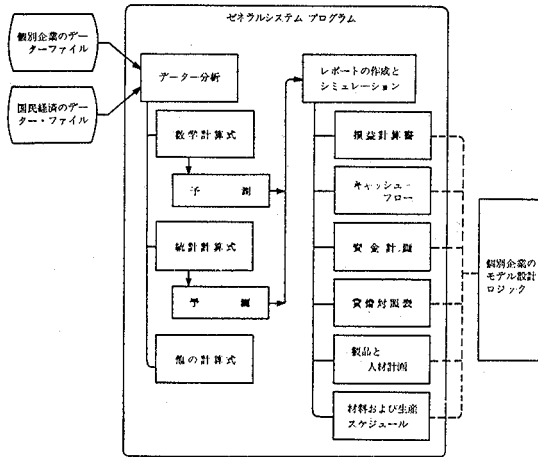 ゼネラルシステム プログラム
個別企業のデー
ターファイル
国民経済のデー
ター・ファイル
データー分析
数学計算式
予 測
統計計算式
予 測
他の計算式
レポートの作成と
シミュレーション
損益計算書
キャッシュー
フロー
資金計画
貸借対照表
製品と
人材計画
材料および生産
スケジュール
個別企業の
モデル設計
ロジック